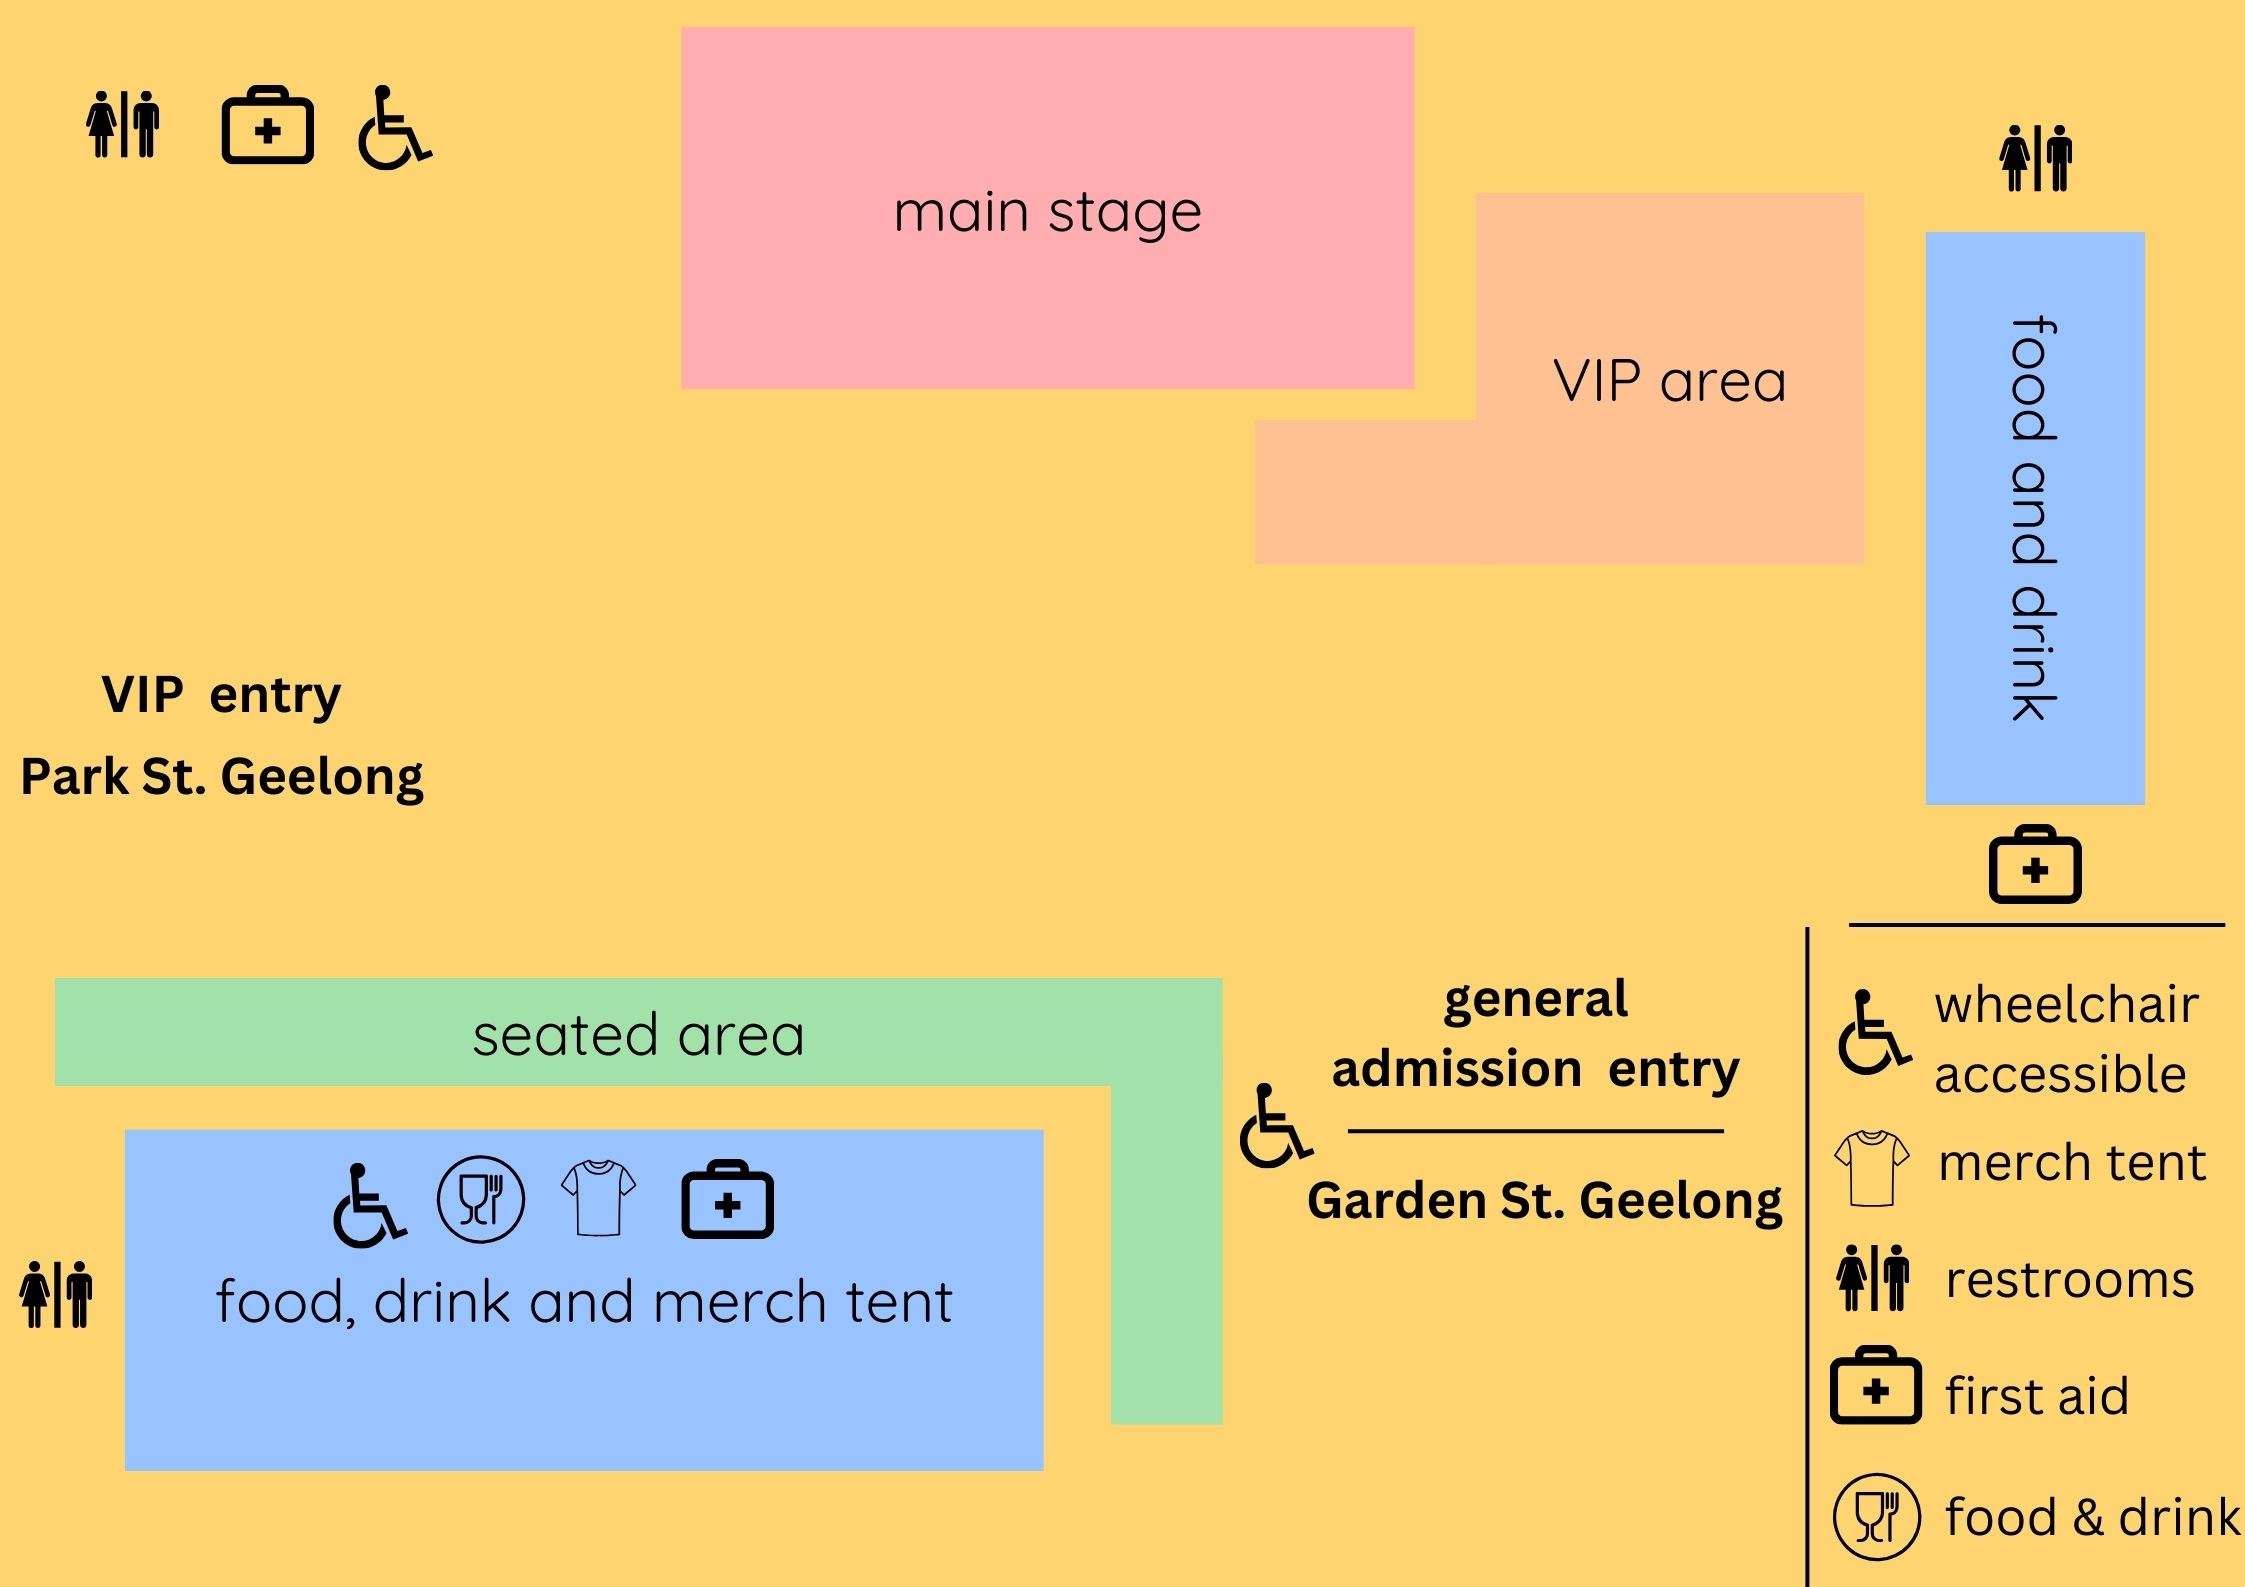 main stage
VIP area
food and drink
VIP entry
Park St. Geelong
seated area
general
admission entry
Garden St. Geelong
food, drink and merch tent
wheelchair
accessible
merch tent
restrooms
first aid
food & drink